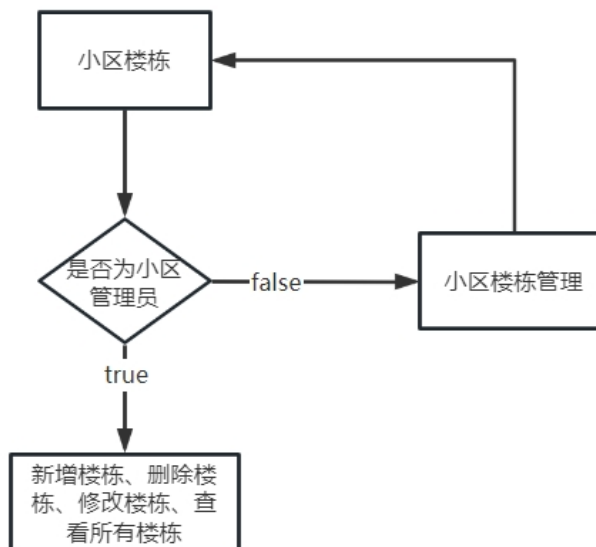 小区楼栋
是否为小区
管理员
false
小区楼栋管理
true
新增楼栋、删除楼
栋、修改楼栋、查
看所有楼栋